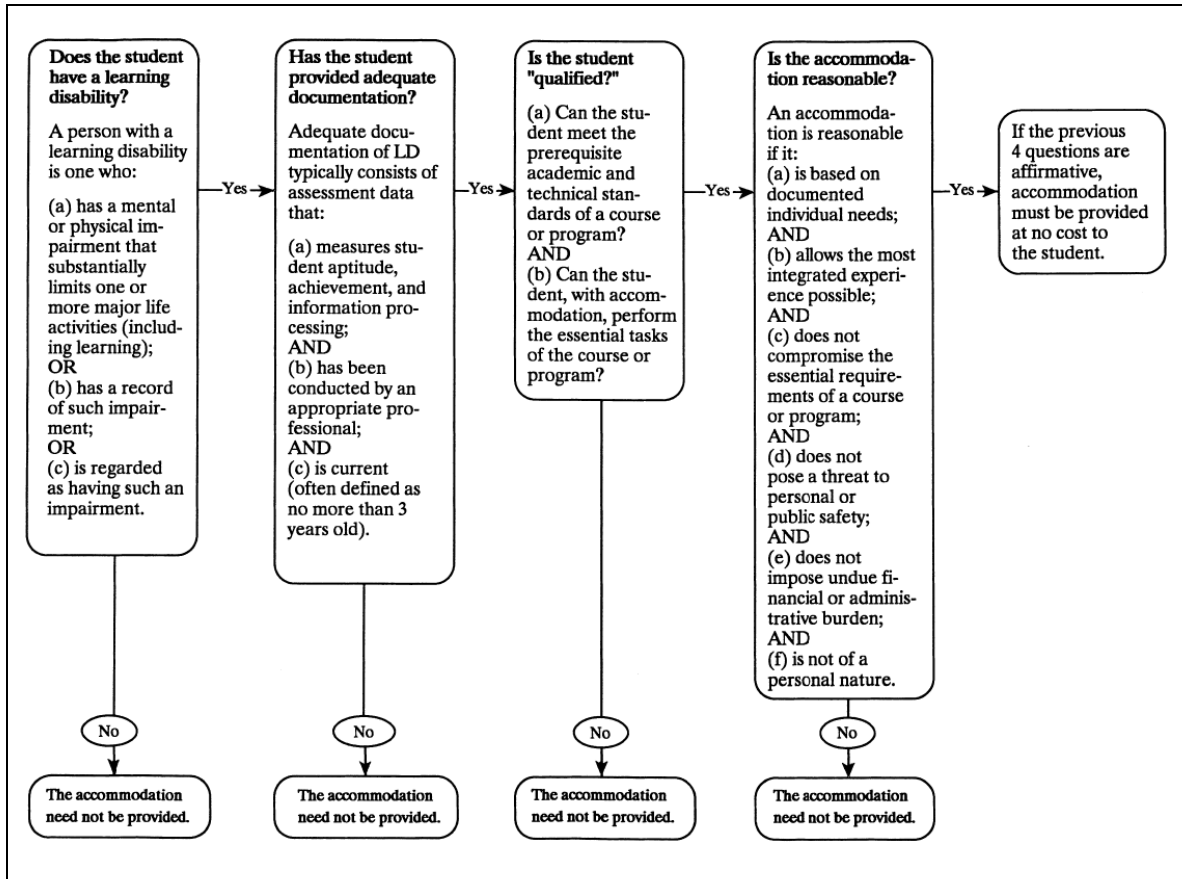 Does the student
have a learning
disability?
A person with a
learning disability
is one who:
(a) has a mental
or physical im-
pairment that
substantially
limits one or
more major life
activities (includ-
ing learning);
OR
(b) has a record
of such impair-
ment;
OR
(c) is regarded
as having such an
impairment.
Yes
No
The accommodation
need not be provided.
Has the student
provided adequate
documentation?
Adequate docu-
mentation of LD
typically consists of
assessment data
that:
(a) measures stu-
dent aptitude,
achievement, and
information pro-
cessing;
AND
(b) has been
conducted by an
appropriate pro-
fessional;
AND
(c) is current
(often defined as
no more than 3
years old).
Yes
No
The accommodation
need not be provided.
Is the student
"qualified?"
(a) Can the stu-
dent meet the
prerequisite
academic and
technical stan-
dards of a course
or program?
AND
(b) Can the stu-
dent, with accom-
modation, perform
the essential tasks
of the course or
program?
Yes
No
The accommodation
need not be provided.
Is the accommoda-
tion reasonable?
An accommoda-
tion is reasonable
if it:
(a) is based on
documented
individual needs;
AND
(b) allows the most
integrated experi-
ence possible;
AND
(c) does not
compromise the
essential require-
ments of a course
or program;
AND
(d) does not
pose a threat to
personal or
public safety;
AND
(e) does not
impose undue fi-
nancial or adminis-
trative burden;
AND
(f) is not of a
personal nature.
Yes
No
The accommodation
need not be provided.
If the previous
4 questions are
affirmative,
accommodation
must be provided
at no cost to
the student.